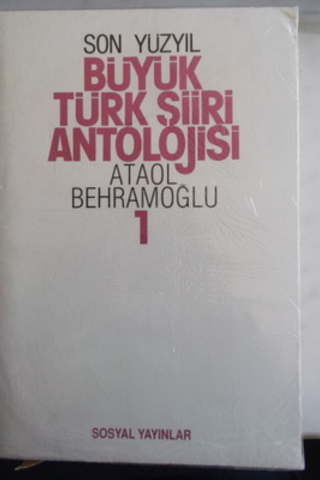 SON YÜZYIL
BÜYÜK
TÜRK ŞİİRİ
ANTOLOJİSİ
ATAOL
BEHRAMOĞLU
1
SOSYAL YAYINLAR